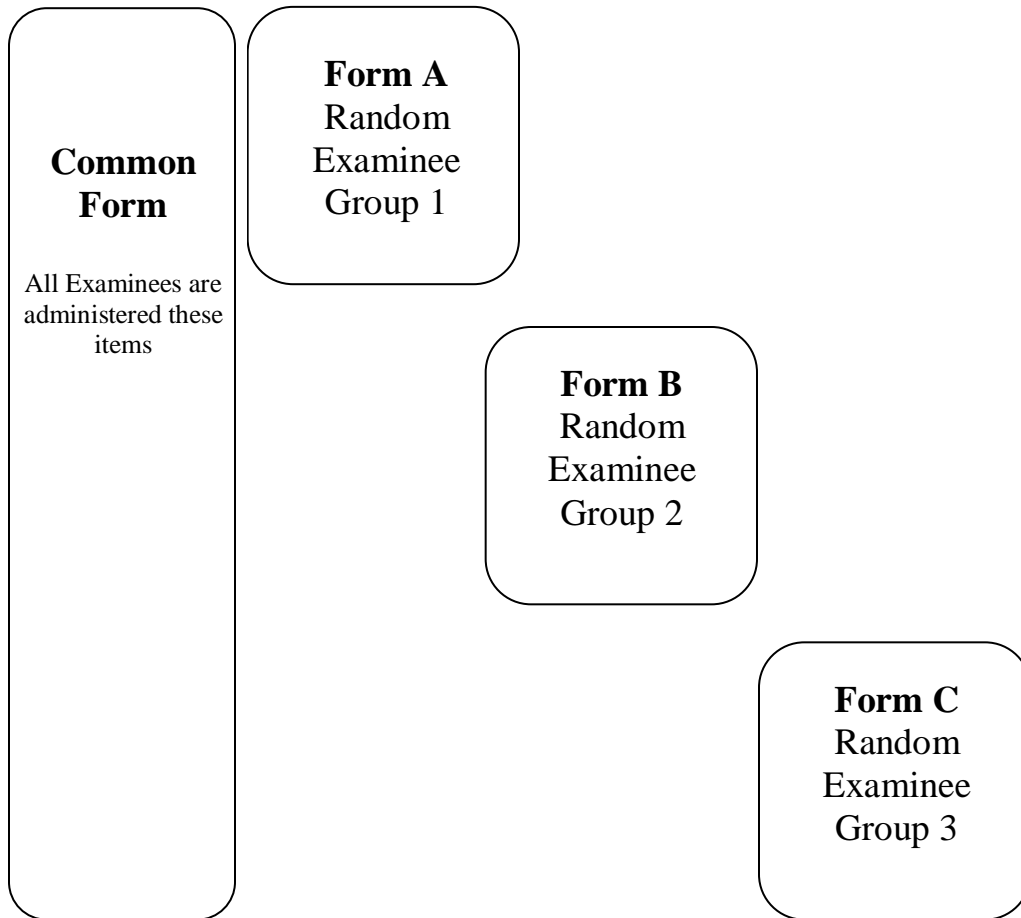 Common
Form
All Examinees are
administered these
items
Form A
Random
Examinee
Group 1
Form B
Random
Examinee
Group 2
Form C
Random
Examinee
Group 3